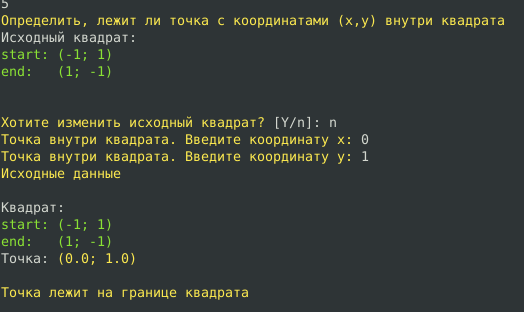 5
Определить, лежит ли точка с координатами (x,y) внутри квадрата
Исходный квадрат:
start: (-1; 1)
end:   (1; -1)
Хотите изменить исходный квадрат? [Y/n]: n
Точка внутри квадрата. Введите координату x: 0
Точка внутри квадрата. Введите координату y: 1
Исходные данные
Квадрат:
start: (-1; 1)
end:   (1; -1)
Точка: (0.0; 1.0)
Точка лежит на границе квадрата